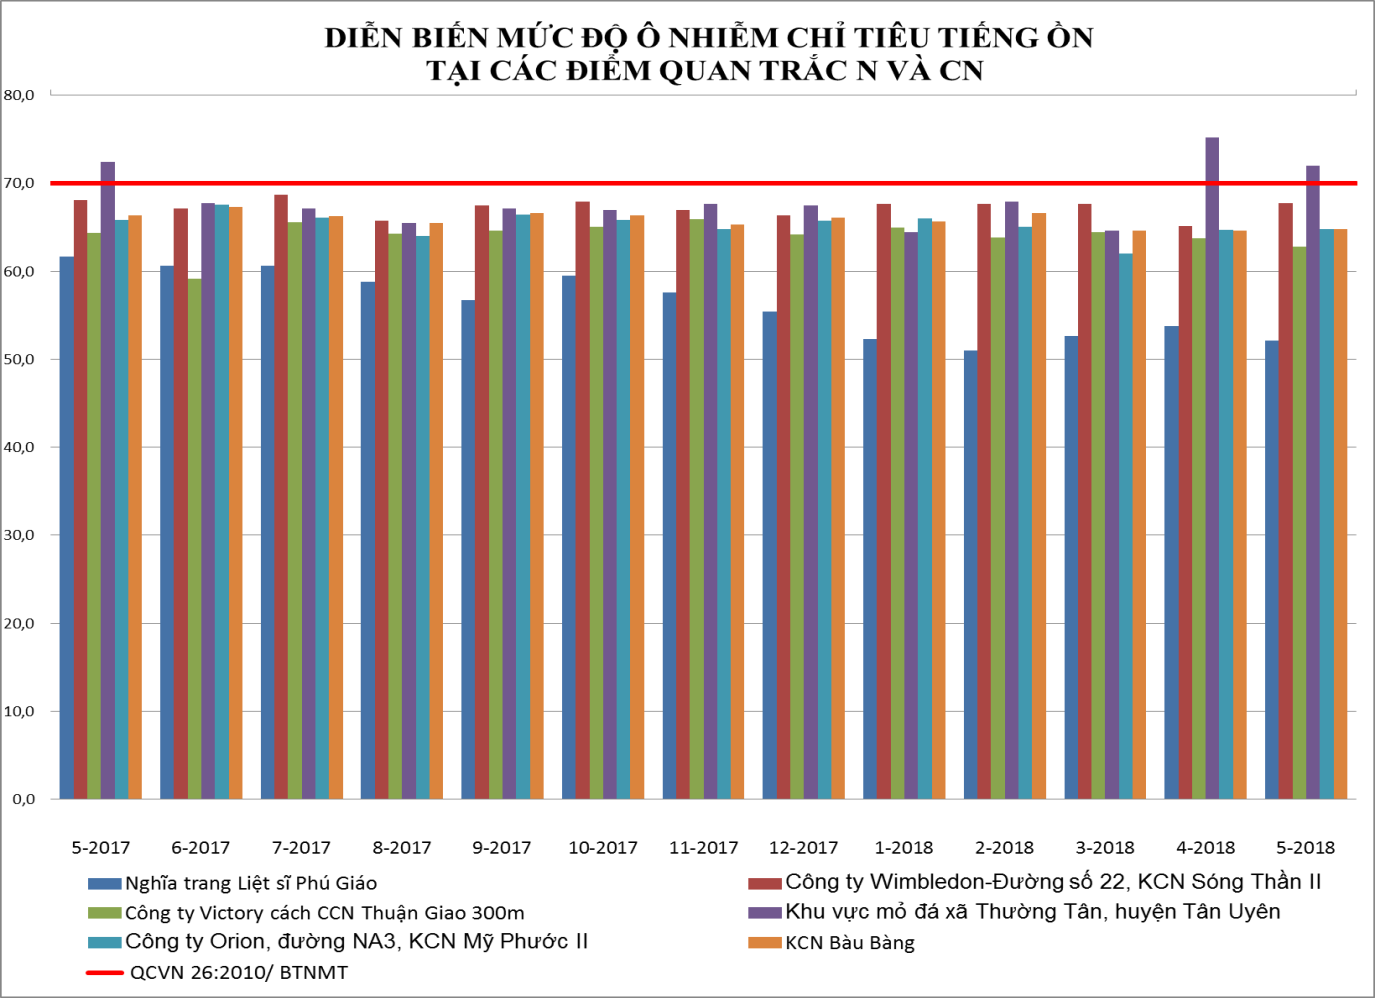 DIỄN BIẾN MỨC ĐỘ Ô NHIỄM CHỈ TIÊU TIẾNG ỒN
TẠI CÁC ĐIỂM QUAN TRẮC N VÀ CN
80,0
70,0
60,0
50,0
40,0
30,0
20,0
10,0
0,0
5-2017 6-2017 7-2017 8-2017 9-2017 10-2017 11-2017 12-2017 1-2018 2-2018 3-2018 4-2018 5-2018
Nghĩa trang Liệt sĩ Phú Giáo
Công ty Wimbledon-Đường số 22, KCN Sóng Thần II
Công ty Victory cách CCN Thuận Giao 300m
Khu vực mỏ đá xã Thường Tân, huyện Tân Uyên
Công ty Orion, đường NA3, KCN Mỹ Phước II
KCN Bàu Bàng
QCVN 26:2010/ BTNMT